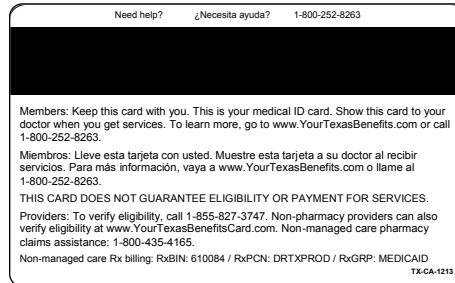 Need help? ¿Necesita ayuda? 1-800-252-8263
Members: Keep this card with you. This is your medical ID card. Show this card to your
doctor when you get services. To learn more, go to www.YourTexasBenefits.com or call
1-800-252-8263.
Miembros: Lleve esta tarjeta con usted. Muestre esta tarjeta a su doctor al recibir
servicios. Para más información, vaya a www.YourTexasBenefits.com o llame al
1-800-252-8263.
THIS CARD DOES NOT GUARANTEE ELIGIBILITY OR PAYMENT FOR SERVICES.
Providers: To verify eligibility, call 1-855-827-3747. Non-pharmacy providers can also
verify eligibility at www.YourTexasBenefitsCard.com. Non-managed care pharmacy
claims assistance: 1-800-435-4165.
Non-managed care Rx billing: RxBIN: 610084 / RxPCN: DRTXPROD / RxGRP: MEDICAID
TX-CA-1213